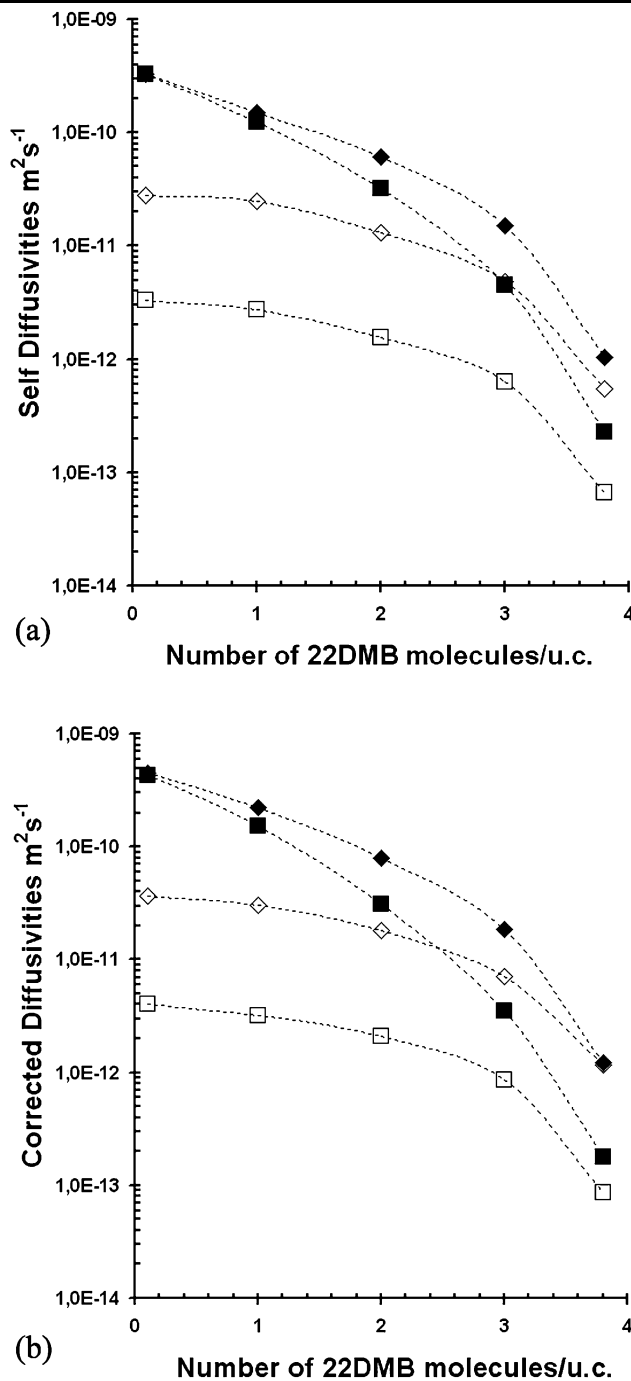 1,0E-09
1,0E-10
1,0E-11
1,0E-12
1,0E-13
1,0E-14
Self Diffusivities m²s⁻¹
0 1 2 3 4
(a)
Number of 22DMB molecules/u.c.
1,0E-09
1,0E-10
1,0E-11
1,0E-12
1,0E-13
1,0E-14
Corrected Diffusivities m²s⁻¹
0 1 2 3 4
(b)
Number of 22DMB molecules/u.c.